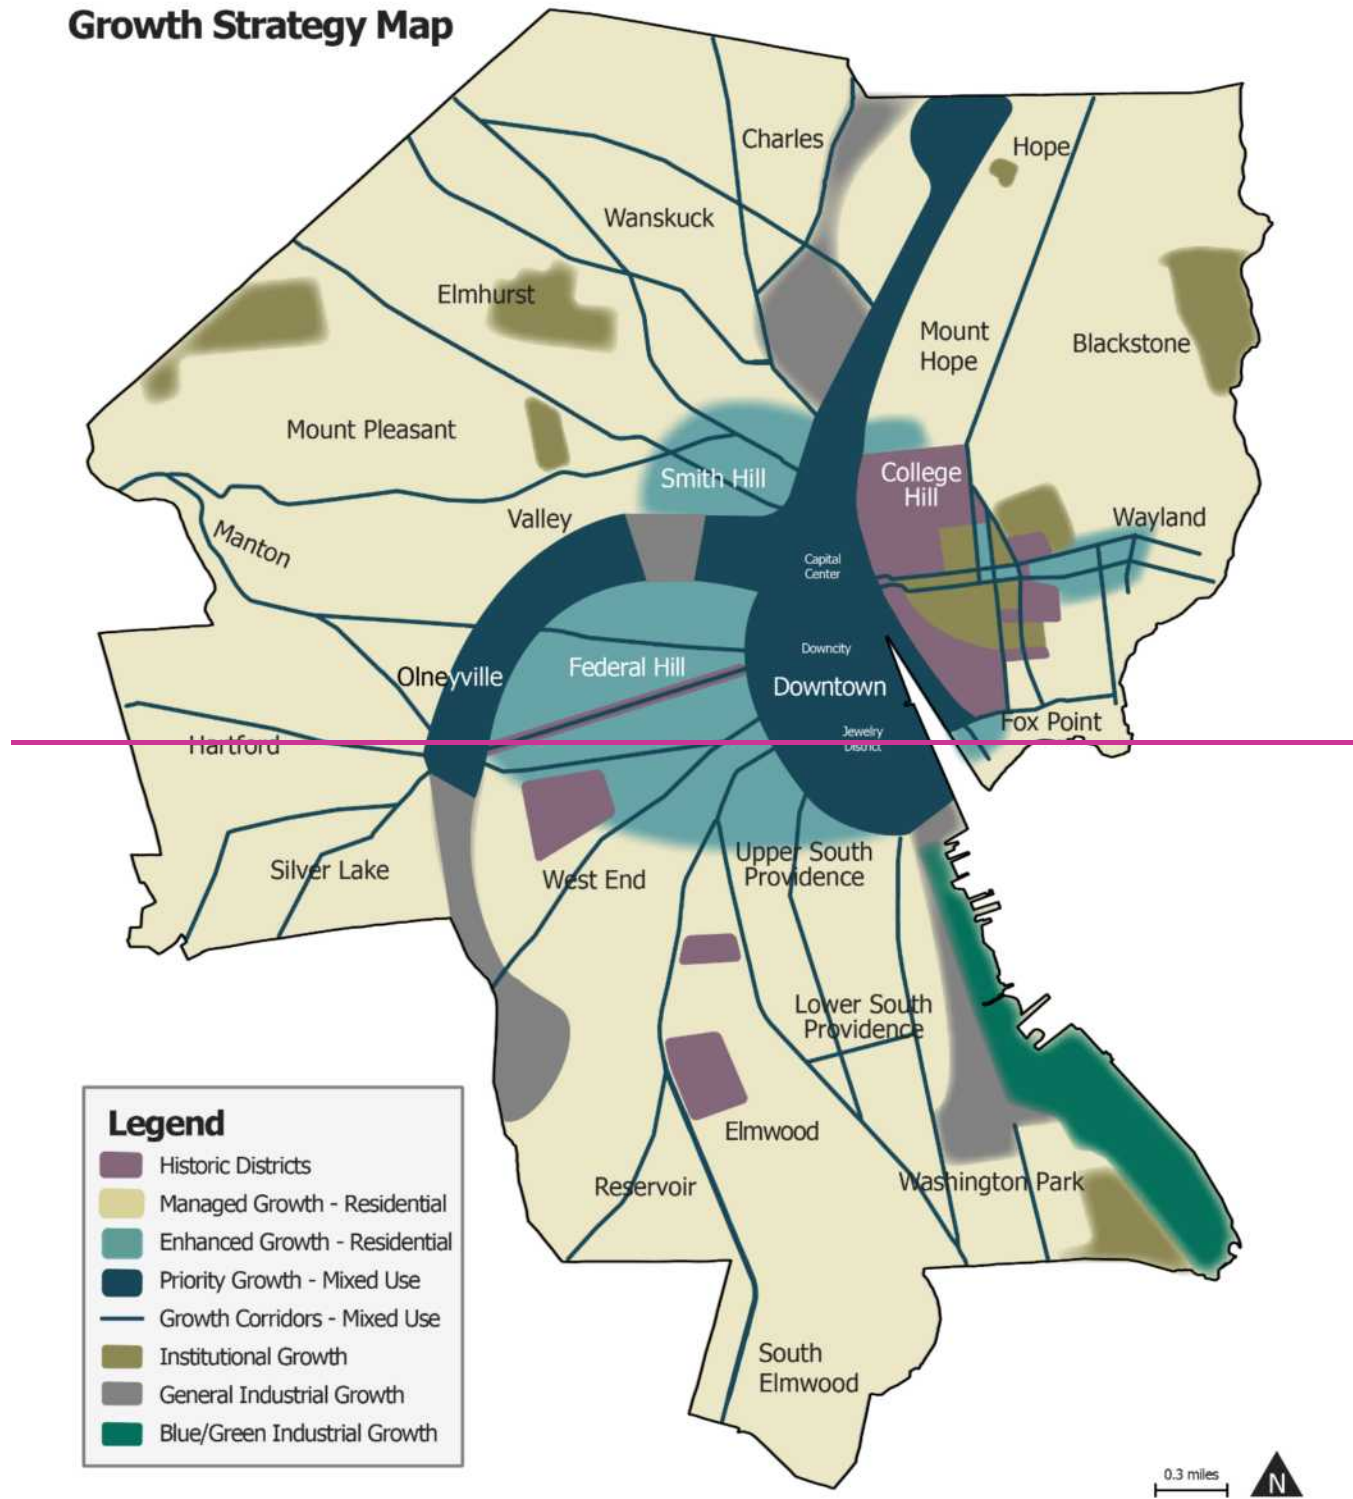 Growth Strategy Map
Charles
Hope
Wanskuck
Elmhurst
Mount
Hope
Blackstone
Mount Pleasant
Smith Hill
College
Hill
Valley
Wayland
Manton
Capital
Center
Downcity
Federal Hill
Olneyville
Downtown
Fox Point
Jewelry
District
Hartford
Upper South
Providence
Silver Lake
West End
Lower South
Providence
Elmwood
Washington Park
Reservoir
South
Elmwood
Legend
Historic Districts
Managed Growth - Residential
Enhanced Growth - Residential
Priority Growth - Mixed Use
Growth Corridors - Mixed Use
Institutional Growth
General Industrial Growth
Blue/Green Industrial Growth
0.3 miles
N